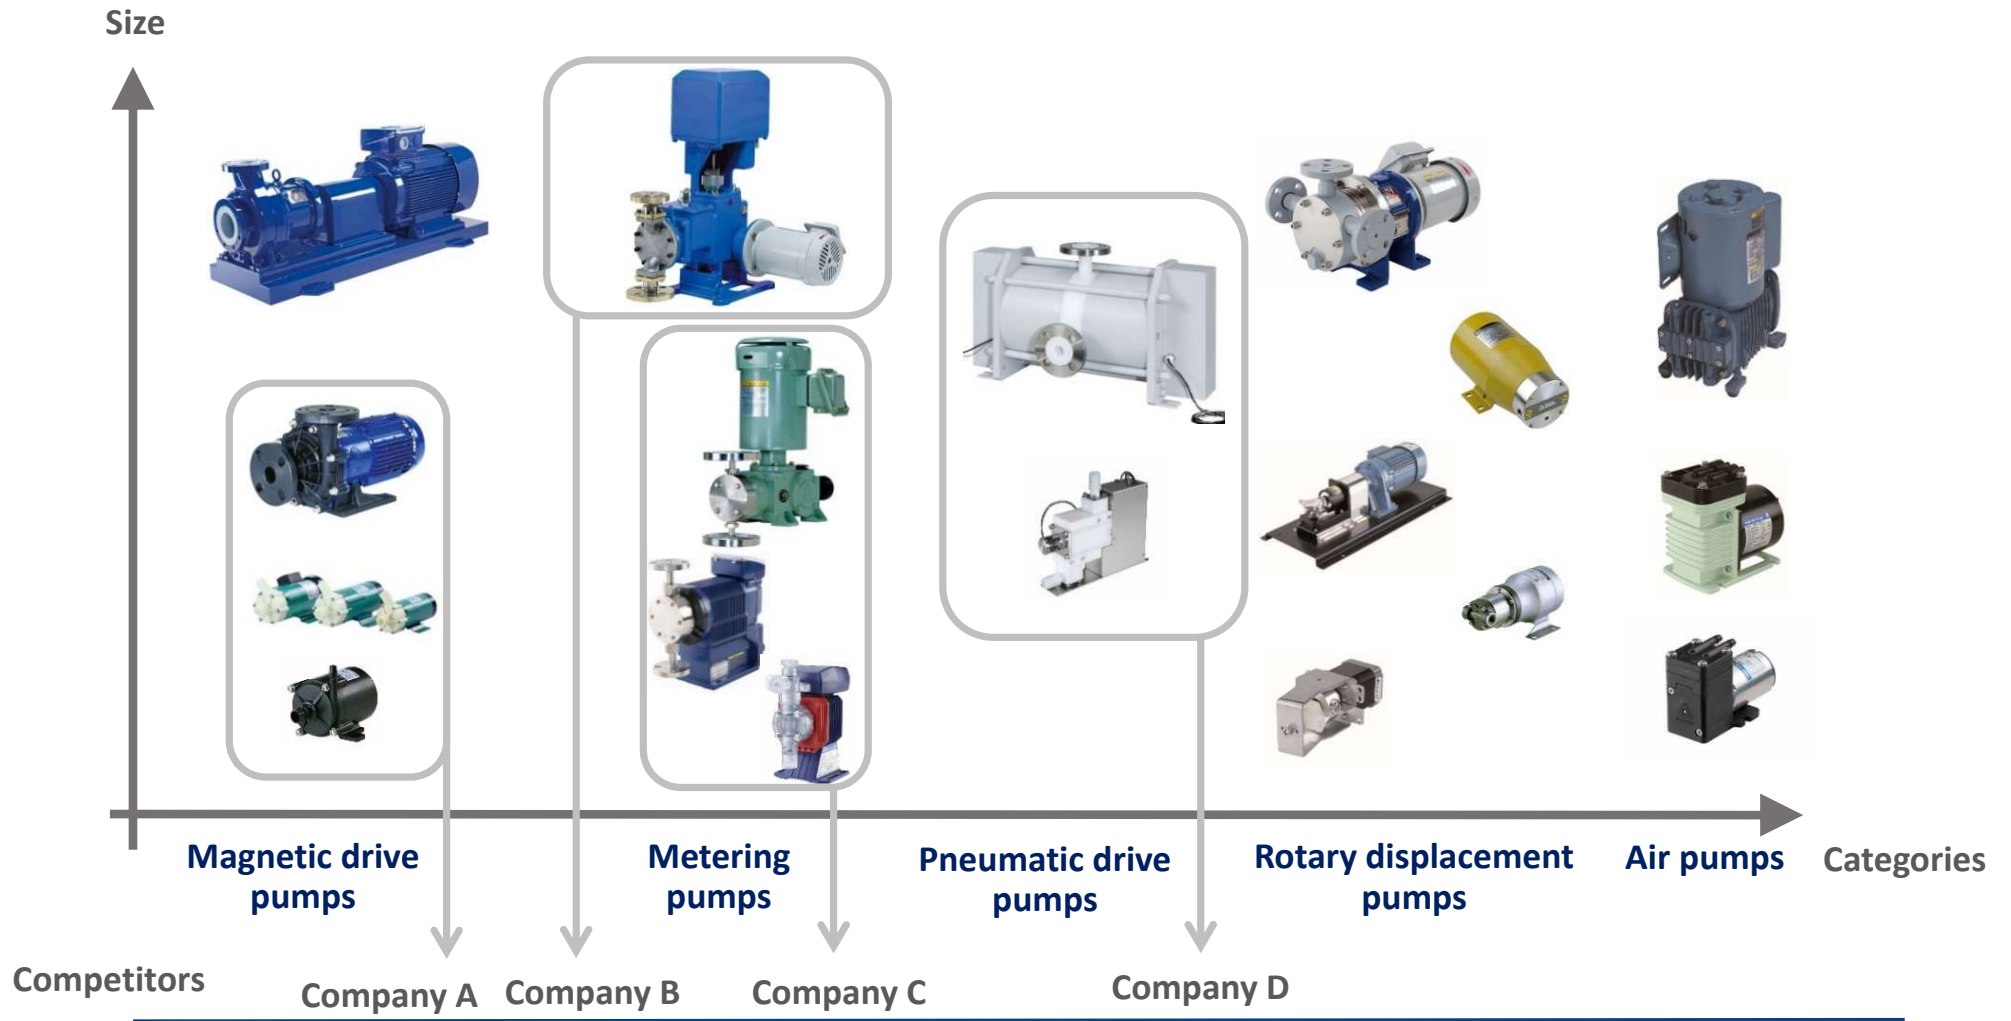 Size
Magnetic drive
pumps
Metering
pumps
Pneumatic drive
pumps
Rotary displacement
pumps
Air pumps
Categories
Competitors
Company A
Company B
Company C
Company D